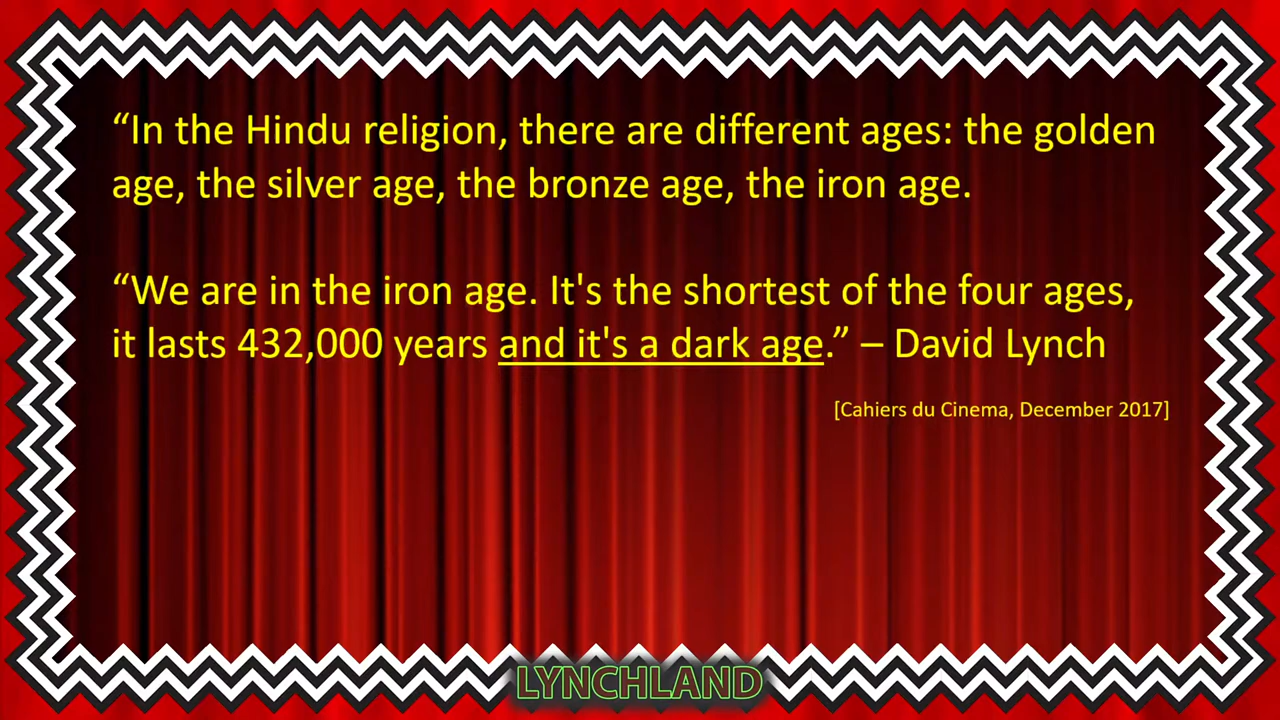 “In the Hindu religion, there are different ages: the golden
age, the silver age, the bronze age, the iron age.
“We are in the iron age. It's the shortest of the four ages,
it lasts 432,000 years and it's a dark age.” – David Lynch
[Cahiers du Cinema, December 2017]
LYNCHLAND